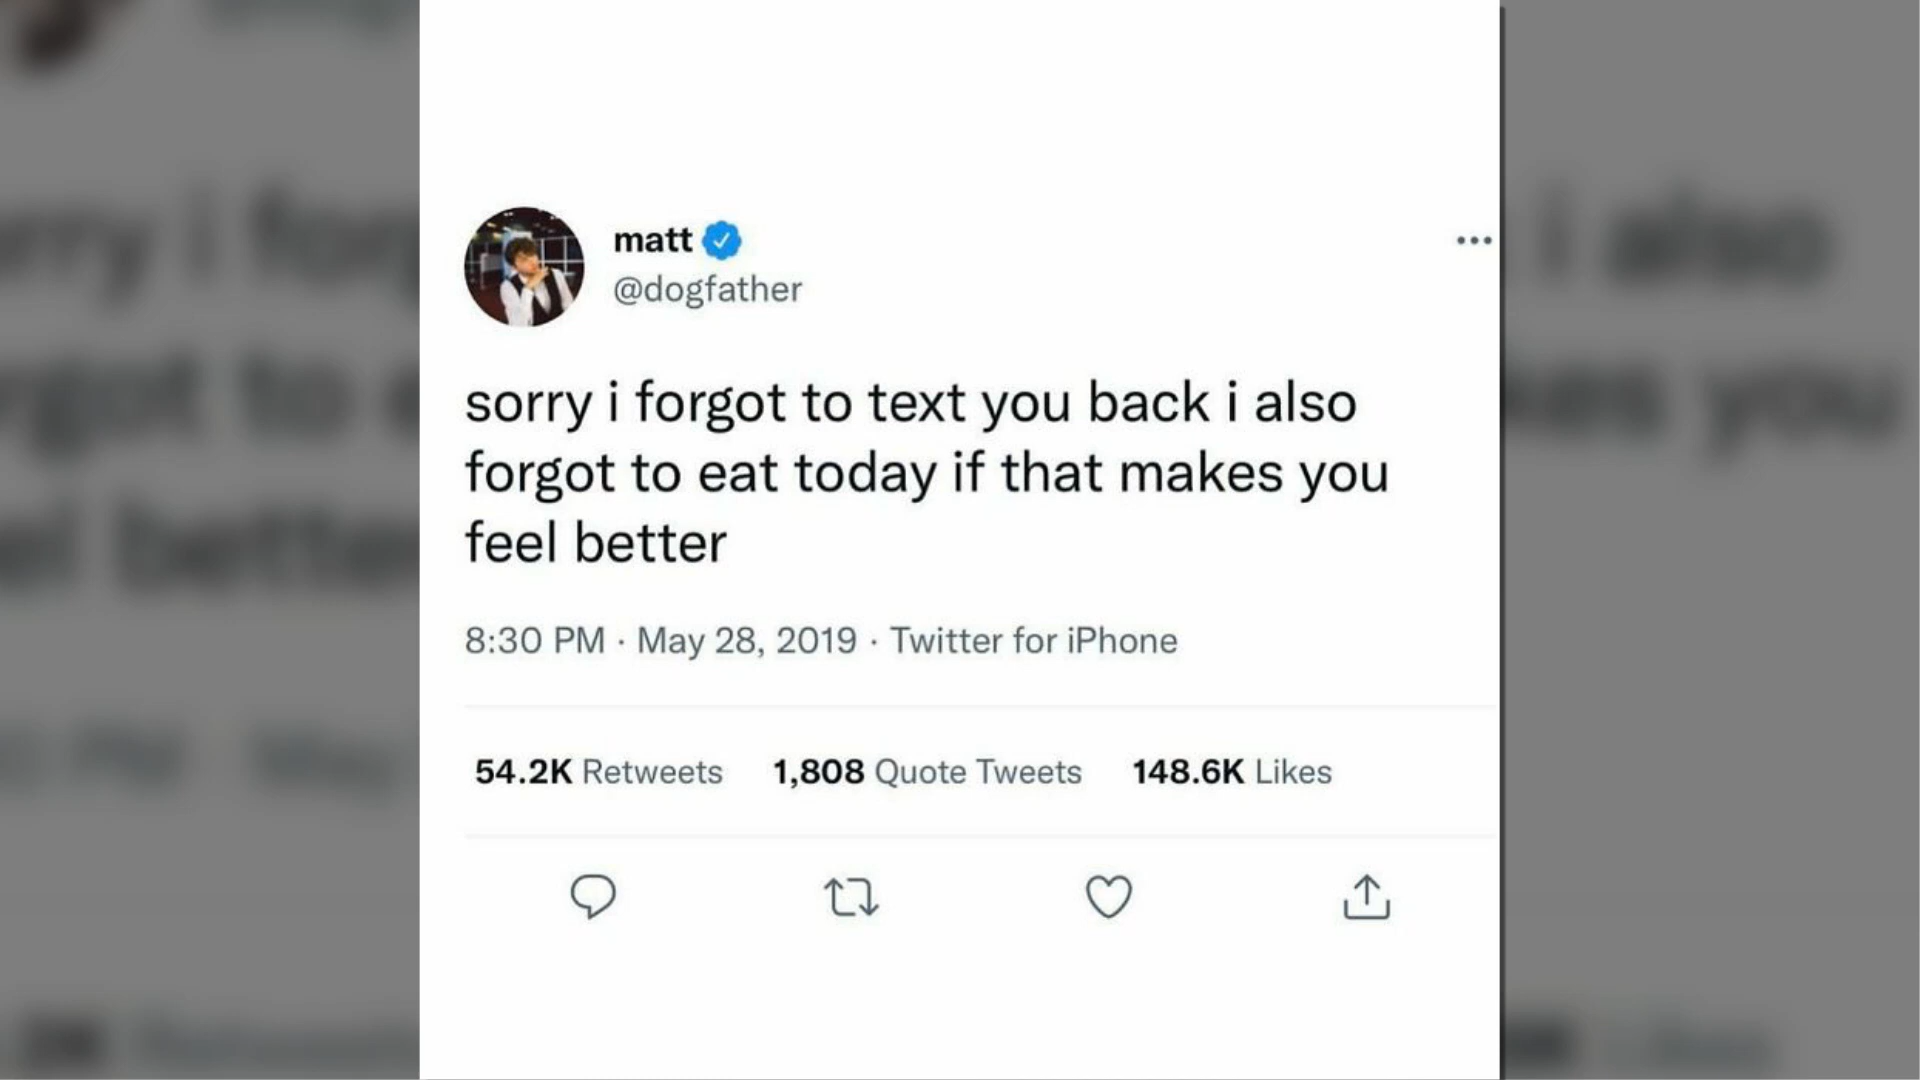 matt
@dogfather
sorry i forgot to text you back i also
forgot to eat today if that makes you
feel better
8:30 PM · May 28, 2019 · Twitter for iPhone
54.2K Retweets 1,808 Quote Tweets 148.6K Likes